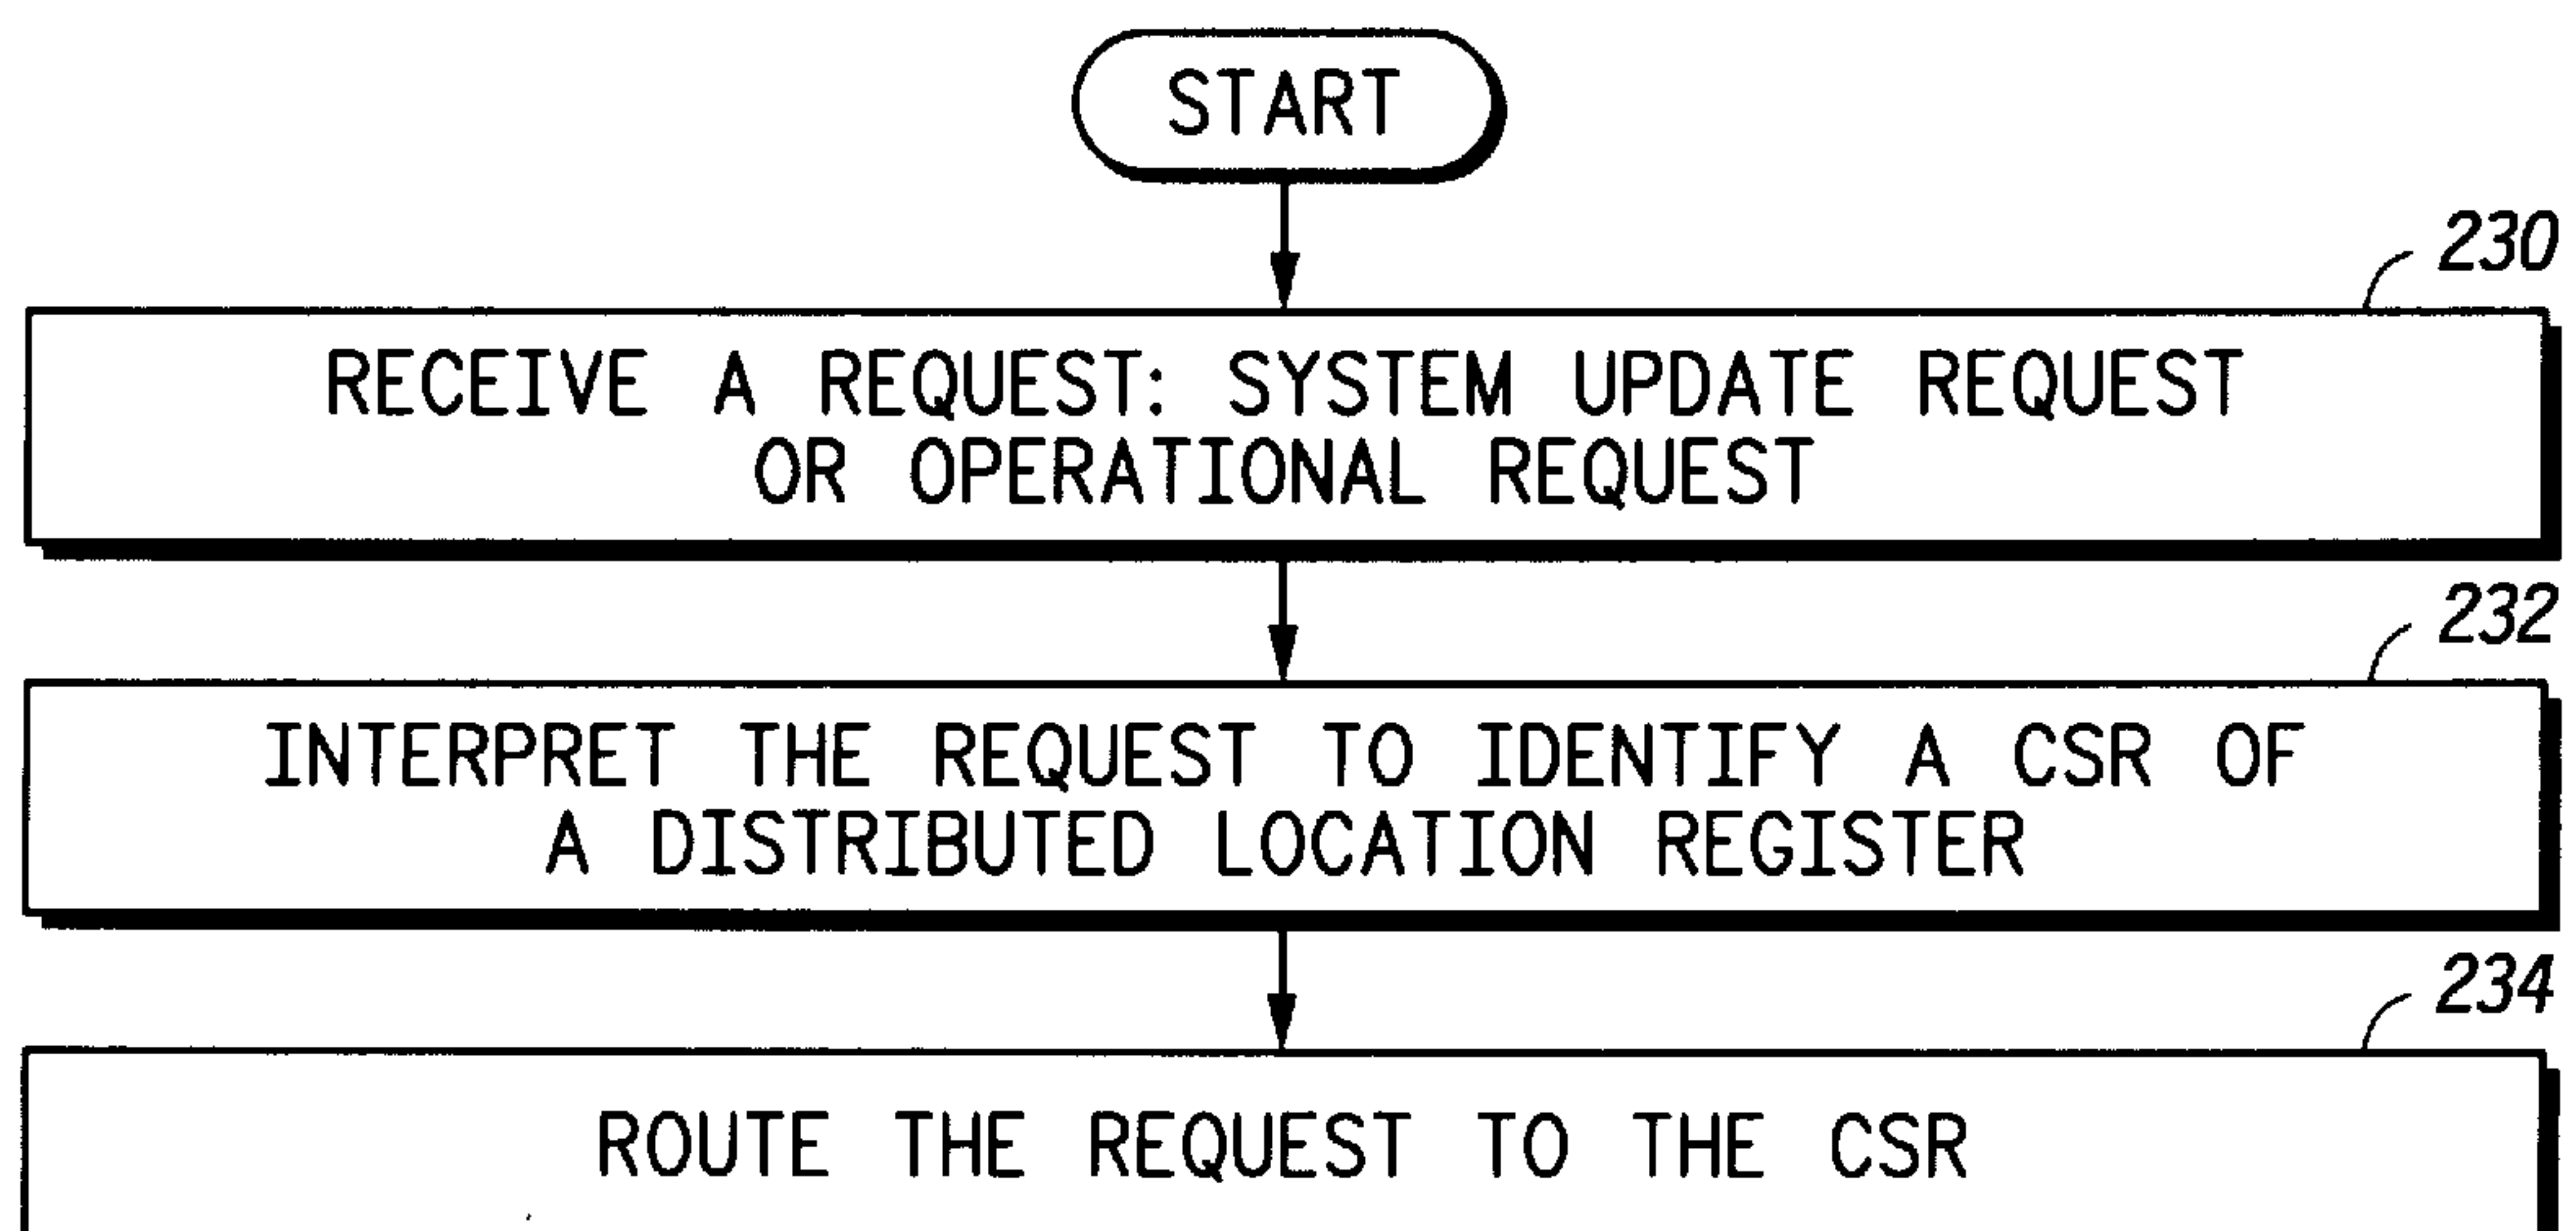 START
230
RECEIVE A REQUEST: SYSTEM UPDATE REQUEST
OR OPERATIONAL REQUEST
232
INTERPRET THE REQUEST TO IDENTIFY A CSR OF
A DISTRIBUTED LOCATION REGISTER
234
ROUTE THE REQUEST TO THE CSR